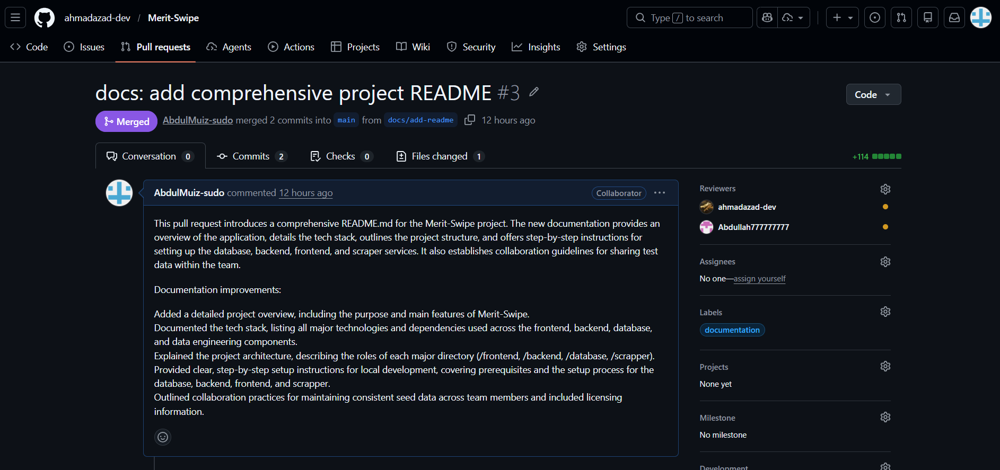 ahmadazad-dev / Merit-Swipe
Type / to search
Code
Issues
Pull requests
Agents
Actions
Projects
Wiki
Security
Insights
Settings
docs: add comprehensive project README #3
Code
Merged
AbdulMuiz-sudo merged 2 commits into main from docs/add-readme 12 hours ago
Conversation 0
Commits 2
Checks 0
Files changed 1
+114
AbdulMuiz-sudo commented 12 hours ago
Collaborator
This pull request introduces a comprehensive README.md for the Merit-Swipe project. The new documentation provides an
overview of the application, details the tech stack, outlines the project structure, and offers step-by-step instructions for
setting up the database, backend, frontend, and scraper services. It also establishes collaboration guidelines for sharing test
data within the team.
Documentation improvements:
Added a detailed project overview, including the purpose and main features of Merit-Swipe.
Documented the tech stack, listing all major technologies and dependencies used across the frontend, backend, database,
and data engineering components.
Explained the project architecture, describing the roles of each major directory (/frontend, /backend, /database, /scrapper).
Provided clear, step-by-step setup instructions for local development, covering prerequisites and the setup process for the
database, backend, frontend, and scrapper.
Outlined collaboration practices for maintaining consistent seed data across team members and included licensing
information.
Reviewers
ahmadazad-dev
Abdullah777777777
Assignees
No one—assign yourself
Labels
documentation
Projects
None yet
Milestone
No milestone
Development